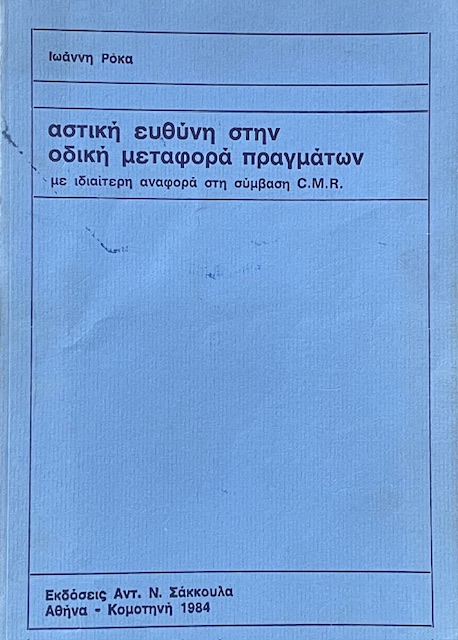 Ιωάννη Ρόκα
αστική ευθύνη στην
οδική μεταφορά πραγμάτων
με ιδιαίτερη αναφορά στη σύμβαση C.M.R.
Εκδόσεις Αντ. Ν. Σάκκουλα
Αθήνα - Κομοτηνή 1984